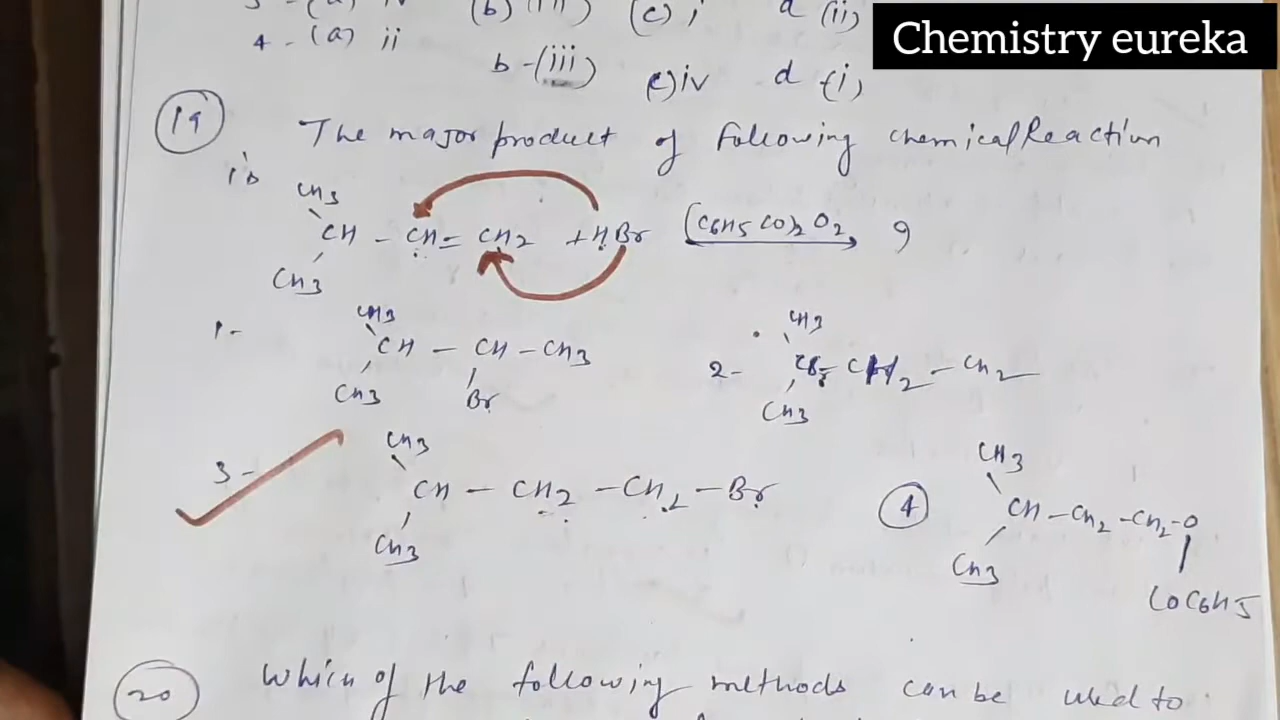 (b) (iii) (c) i d (ii)
Chemistry eureka
4 - (a) ii b -(iii) (c) iv d (i)
19 The major product of following chemical Reaction
is
CH3
CH - CH = CH2 + HBr (C6H5CO)2O2 ?
CH3
1- CH3
CH - CH - CH3
CH3 Br
2- CH3
CH2 - CH2
CH3
3- CH3
CH - CH2 - CH2 - Br
CH3
4 CH3
CH - CH2 - CH2 - O
CH3
COC6H5
20 Which of the following methods can be used to